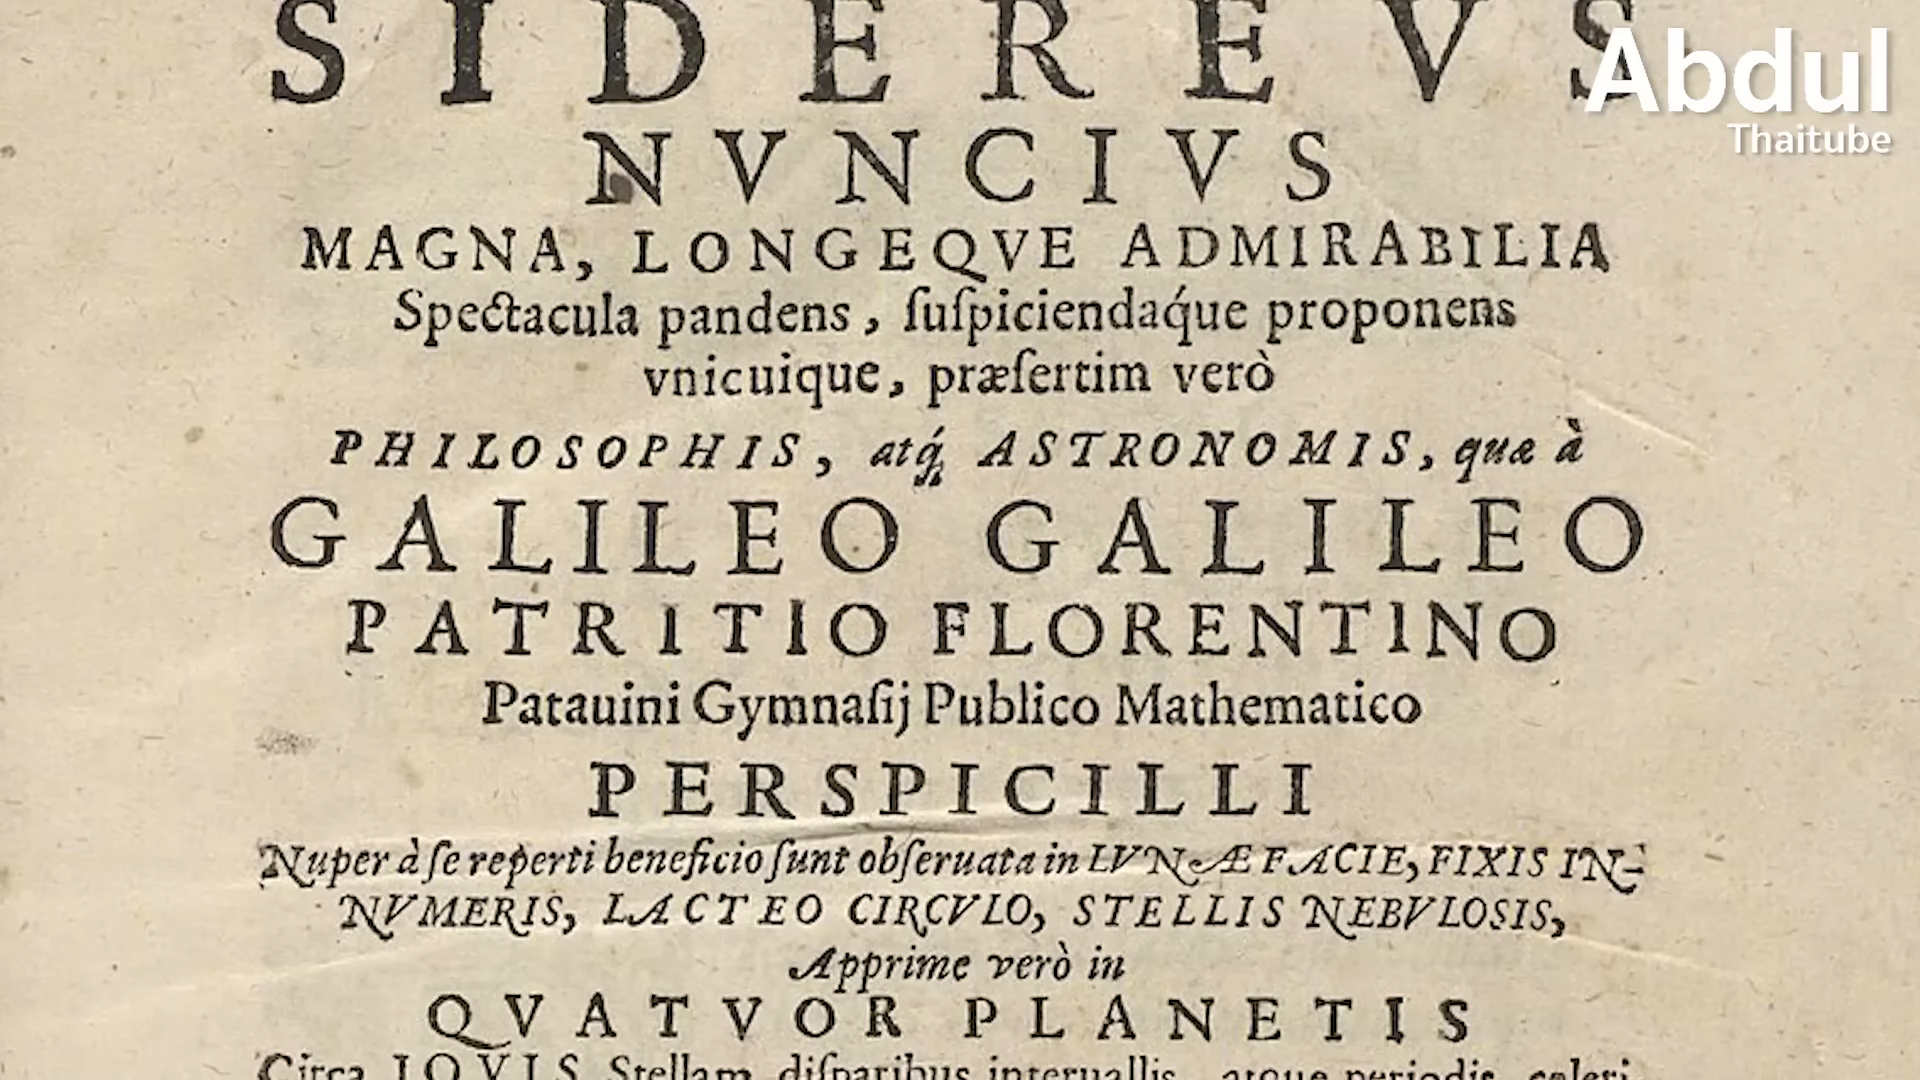 SIDEREVS
Abdul
Thaitube
NVNCIVS
MAGNA, LONGEQVE ADMIRABILIA
Spectacula pandens, ſuſpiciendaq́ue proponens
vnicuique, præſertim verò
PHILOSOPHIS, atq́; ASTRONOMIS, quæ à
GALILEO GALILEO
PATRITIO FLORENTINO
Patauini Gymnaſij Publico Mathematico
PERSPICILLI
Nuper à ſe reperti beneficio ſunt obſeruata in LVNÆ FACIE, FIXIS IN-
NVMERIS, LACTEO CIRCVLO, STELLIS NEBVLOSIS,
Apprime verò in
QVATVOR PLANETIS
Circa IOVIS Stellam diſparibus interuallis, atque periodis, celeri